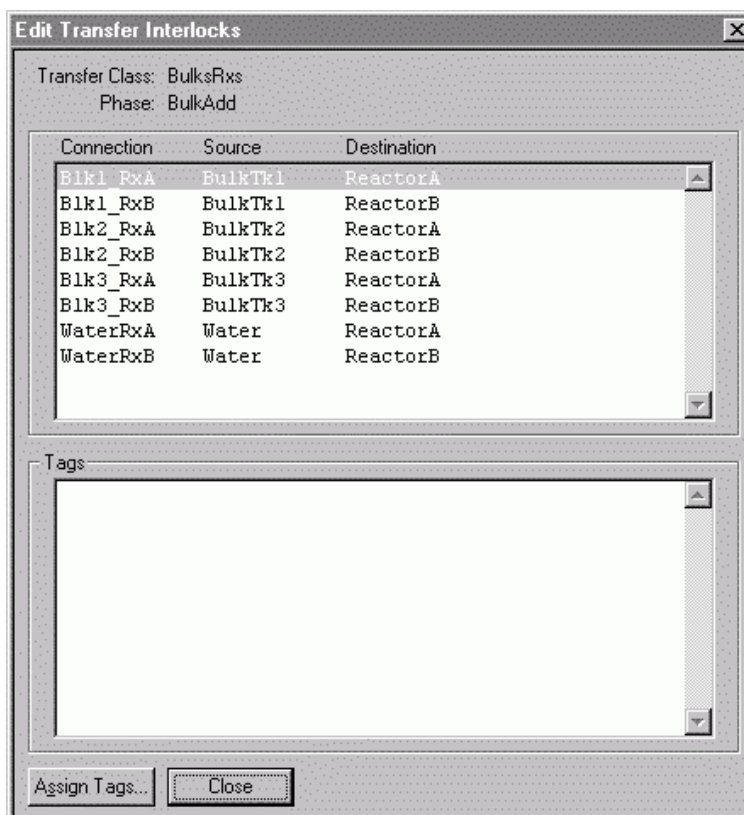 Edit Transfer Interlocks
Transfer Class: BulksRxs
Phase: BulkAdd
Connection Source Destination
Blk1_RxA BulkTk1 ReactorA
Blk1_RxB BulkTk1 ReactorB
Blk2_RxA BulkTk2 ReactorA
Blk2_RxB BulkTk2 ReactorB
Blk3_RxA BulkTk3 ReactorA
Blk3_RxB BulkTk3 ReactorB
WaterRxA Water ReactorA
WaterRxB Water ReactorB
Tags
Assign Tags... Close